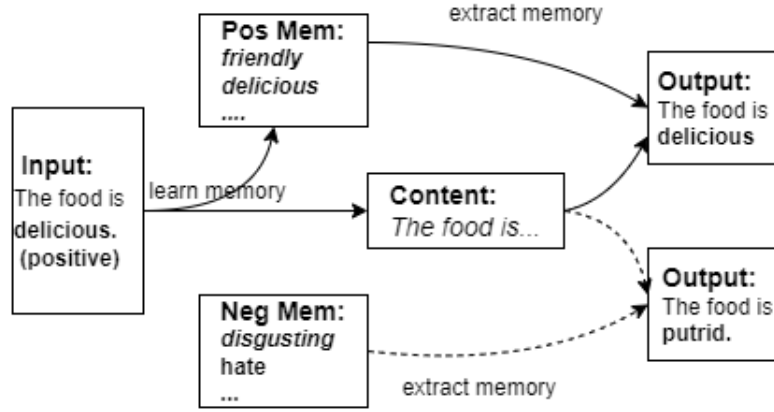 extract memory
Pos Mem:
friendly
delicious
....
Input:
The food is
delicious.
(positive)
learn memory
Content:
The food is...
Output:
The food is
delicious
Neg Mem:
disgusting
hate
...
Output:
The food is
putrid.
extract memory